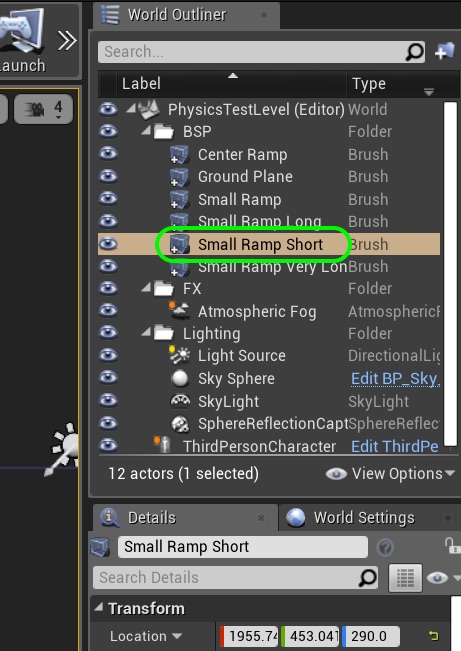 World Outliner
Launch
Search...
Label Type
4
PhysicsTestLevel (Editor) World
BSP Folder
Center Ramp Brush
Ground Plane Brush
Small Ramp Brush
Small Ramp Long Brush
Small Ramp Short Brush
Small Ramp Very Lon Brush
FX Folder
Atmospheric Fog AtmosphericF
Lighting Folder
Light Source DirectionalLig
Sky Sphere Edit BP_Sky
SkyLight SkyLight
SphereReflectionCapt SphereReflec
ThirdPersonCharacter Edit ThirdPe
12 actors (1 selected) View Options
Details World Settings
Small Ramp Short
Search Details
Transform
Location 1955.74 453.041 290.0